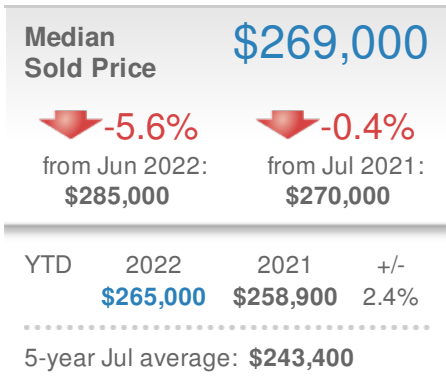 Median
Sold Price
$269,000
-5.6%
from Jun 2022:
$285,000
-0.4%
from Jul 2021:
$270,000
YTD 2022 2021 +/-
$265,000 $258,900 2.4%
5-year Jul average: $243,400